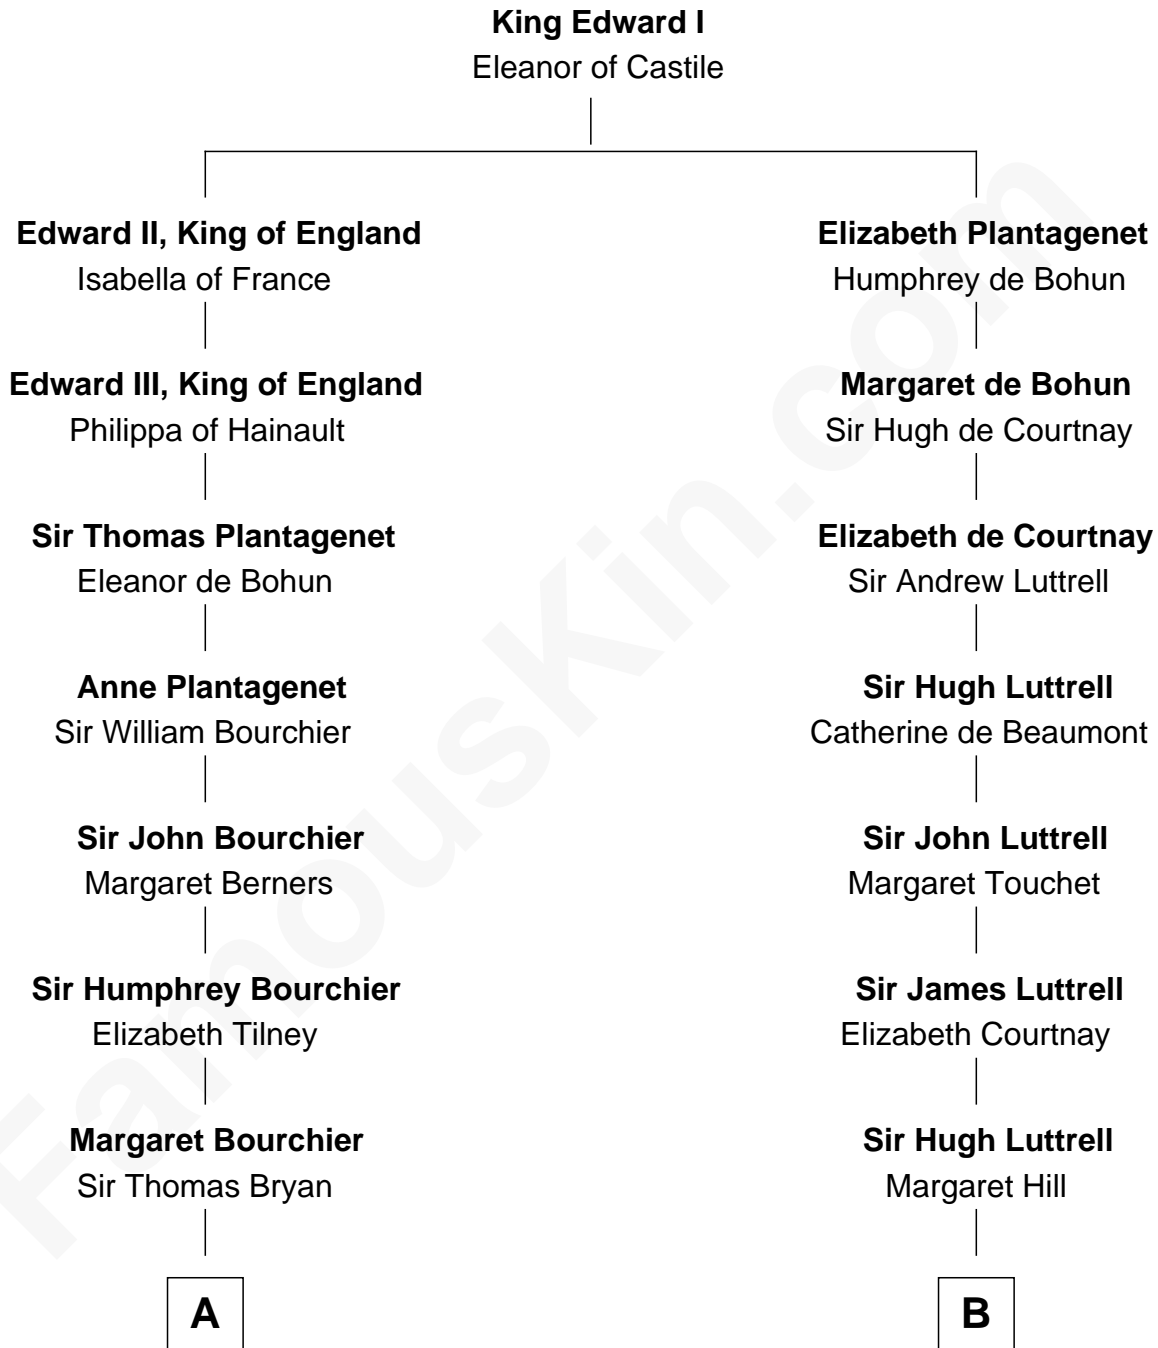 King Edward I
Eleanor of Castile
Edward II, King of England
Isabella of France
Edward III, King of England
Philippa of Hainault
Sir Thomas Plantagenet
Eleanor de Bohun
Anne Plantagenet
Sir William Bourchier
Sir John Bourchier
Margaret Berners
Sir Humphrey Bourchier
Elizabeth Tilney
Margaret Bourchier
Sir Thomas Bryan
A
Elizabeth Plantagenet
Humphrey de Bohun
Margaret de Bohun
Sir Hugh de Courtnay
Elizabeth de Courtnay
Sir Andrew Luttrell
Sir Hugh Luttrell
Catherine de Beaumont
Sir John Luttrell
Margaret Touchet
Sir James Luttrell
Elizabeth Courtnay
Sir Hugh Luttrell
Margaret Hill
B
FamousKin.com